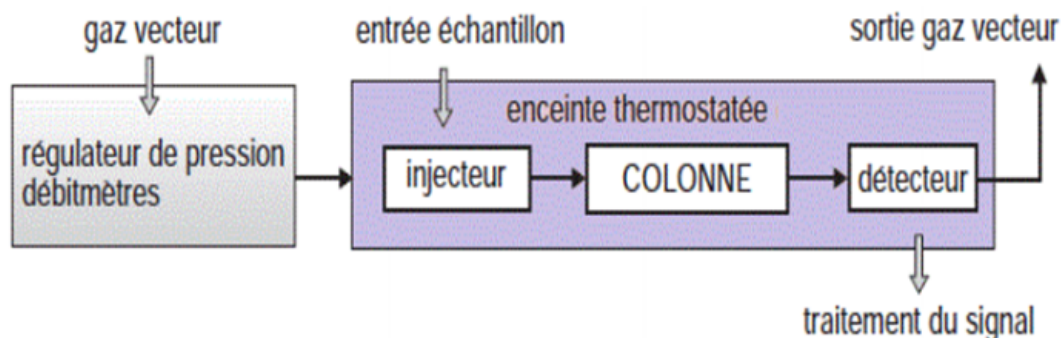 gaz vecteur
entrée échantillon
sortie gaz vecteur
enceinte thermostatée
régulateur de pression
débitmètres
injecteur
COLONNE
détecteur
traitement du signal